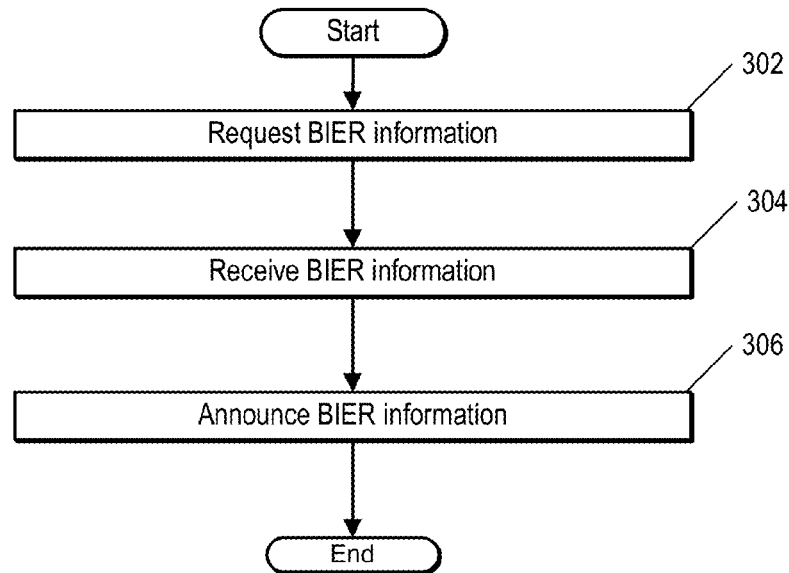 Start
302
Request BIER information
304
Receive BIER information
306
Announce BIER information
End